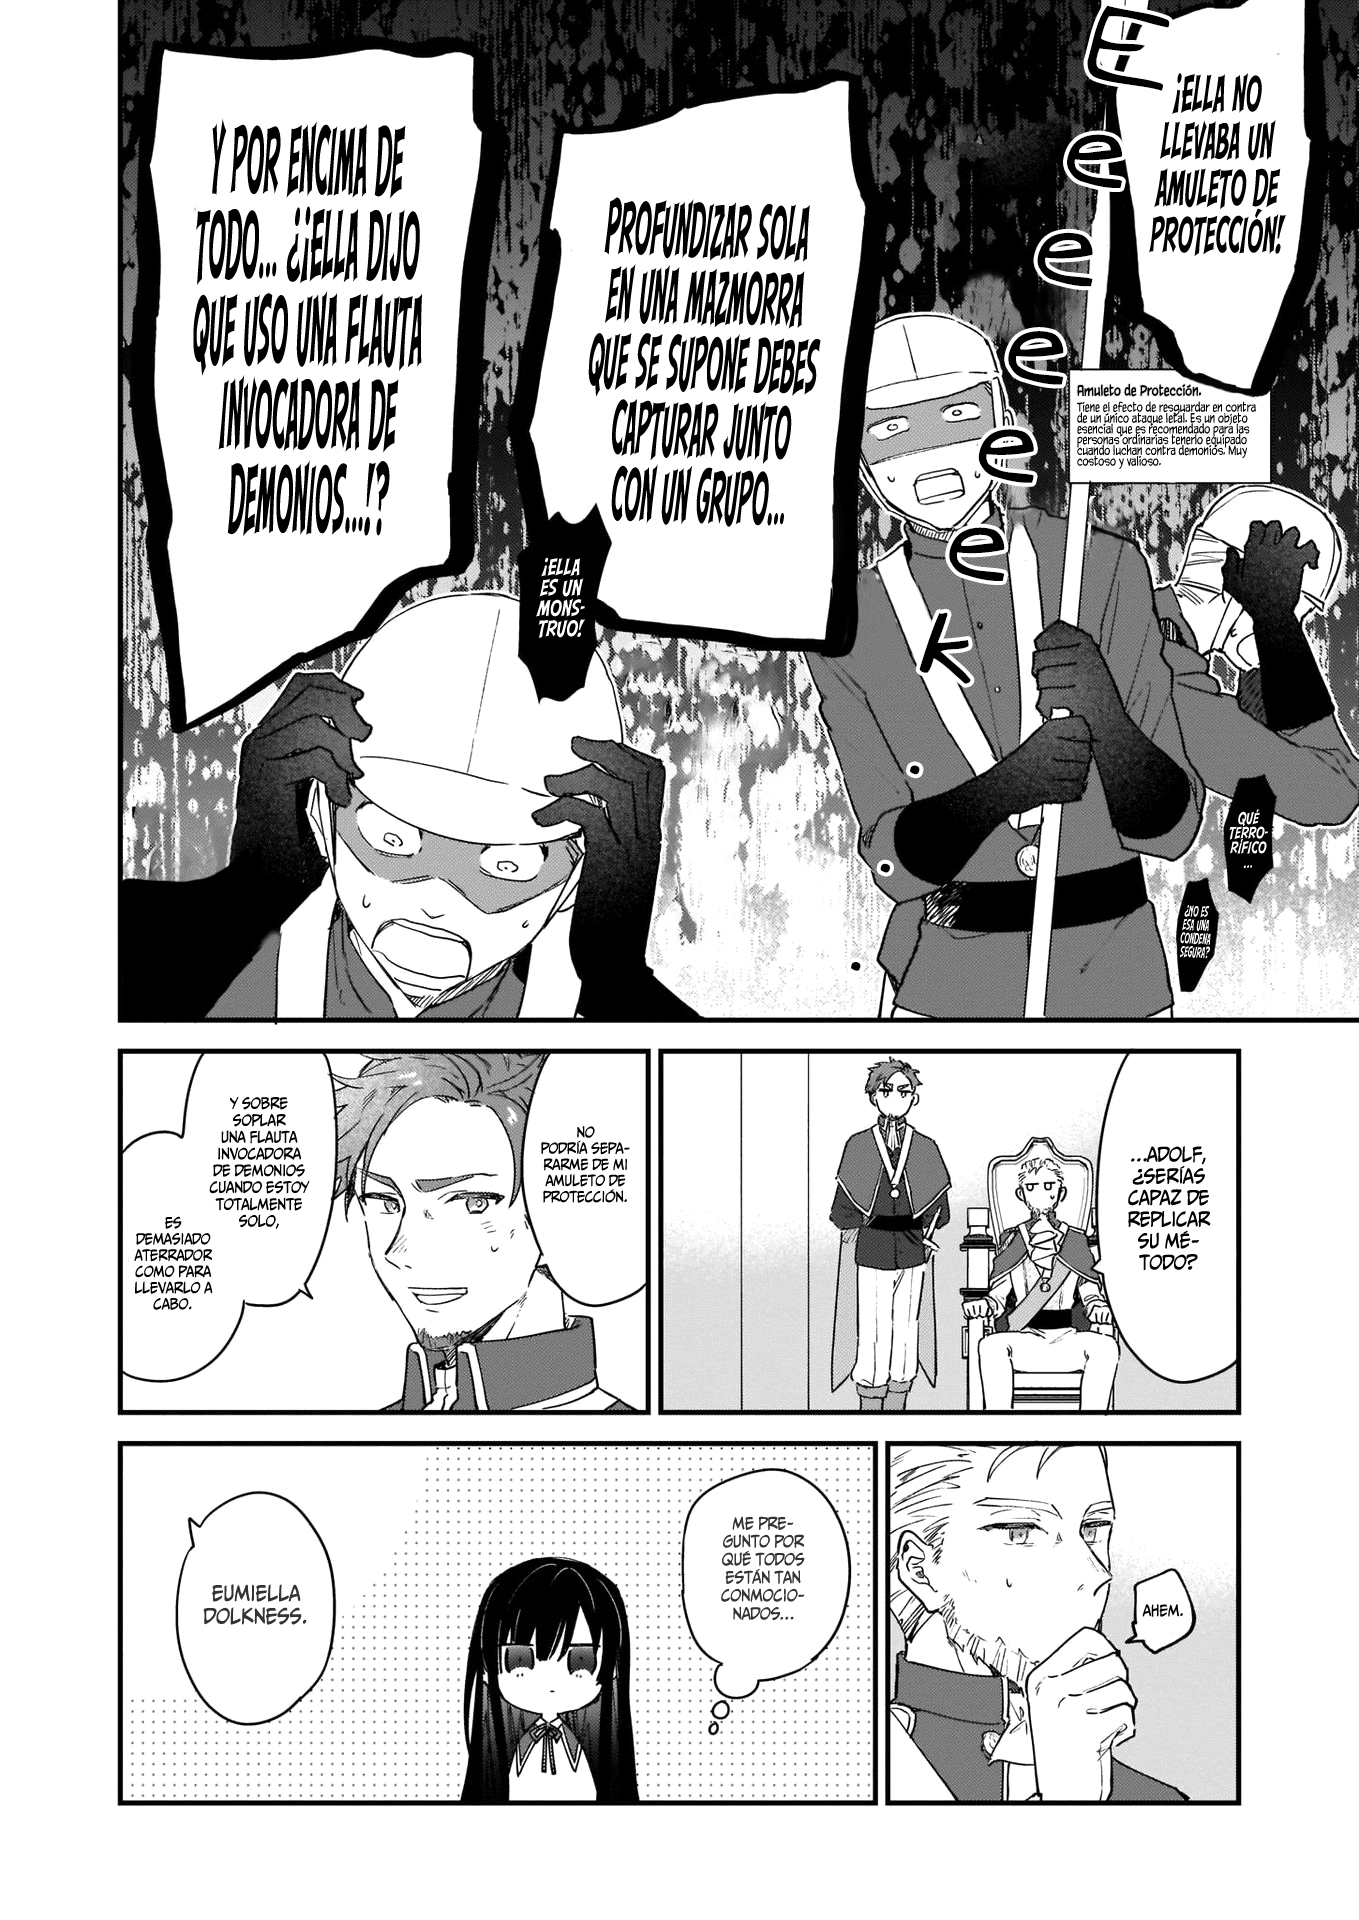 ¡ELLA NO
LLEVABA UN
AMULETO DE
PROTECCIÓN!
E
e
e
e
e
e
K
Amuleto de Protección.
Tiene el efecto de resguardar en contra
de un único ataque letal. Es un objeto
esencial que es recomendado para las
personas ordinarias tenerlo equipado
cuando luchan contra demonios. Muy
costoso y valioso.
PROFUNDIZAR SOLA
EN UNA MAZMORRA
QUE SE SUPONE DEBES
CAPTURAR JUNTO
CON UN GRUPO...
Y POR ENCIMA DE
TODO... ¿¡¡ELLA DIJO
QUE USO UNA FLAUTA
INVOCADORA DE
DEMONIOS...!?
¡ELLA
ES UN
MONS-
TRUO!
QUÉ
TERRO-
RÍFICO
...
¿NO ES
ESA UNA
CONDENA
SEGURA?
...ADOLF,
¿SERÍAS
CAPAZ DE
REPLICAR
SU MÉ-
TODO?
NO
PODRÍA SEPA-
RARME DE MI
AMULETO DE
PROTECCIÓN.
Y SOBRE
SOPLAR
UNA FLAUTA
INVOCADORA
DE DEMONIOS
CUANDO ESTOY
TOTALMENTE
SOLO,
ES
DEMASIADO
ATERRADOR
COMO PARA
LLEVARLO A
CABO.
AHEM.
ME PRE-
GUNTO POR
QUÉ TODOS
ESTÁN TAN
CONMOCIO-
NADOS...
EUMIELLA
DOLKNESS.